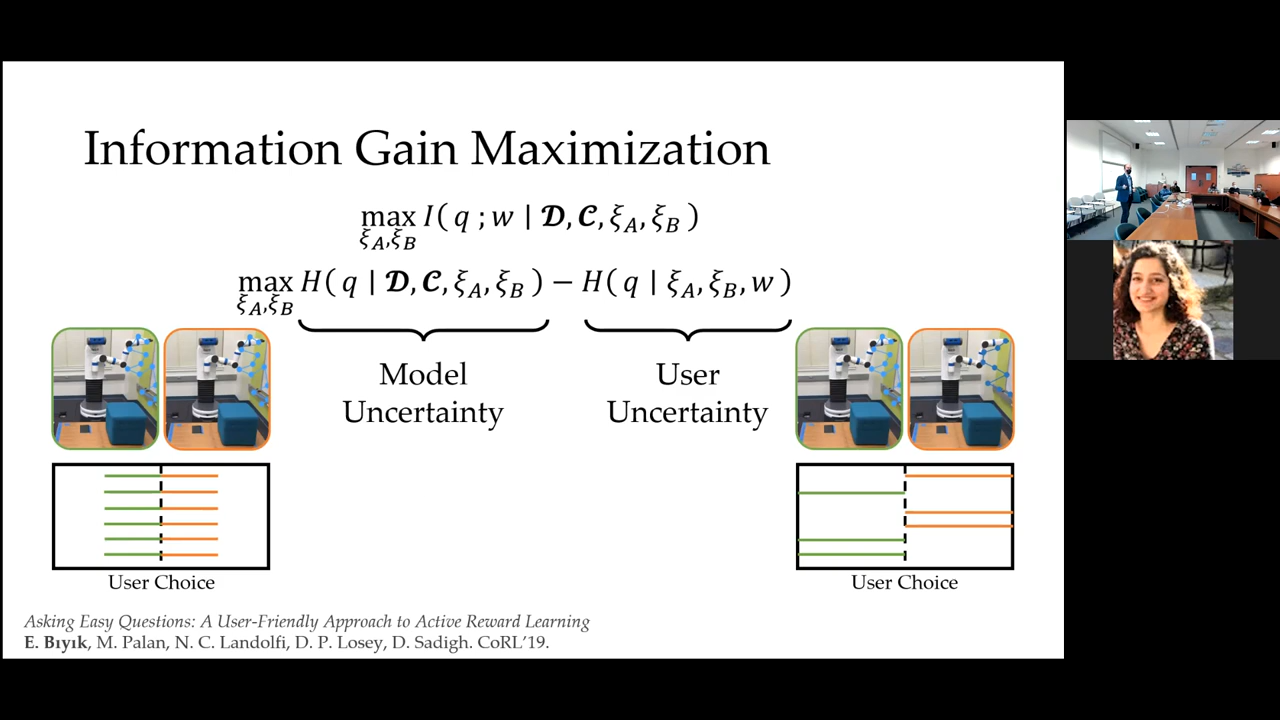 Information Gain Maximization
max I( q ; w | 𝓓, 𝓒, ξ_A, ξ_B )
ξ_A,ξ_B
max H( q | 𝓓, 𝓒, ξ_A, ξ_B ) − H( q | ξ_A, ξ_B, w )
ξ_A,ξ_B
Model
Uncertainty
User
Uncertainty
User Choice
User Choice
Asking Easy Questions: A User-Friendly Approach to Active Reward Learning
E. Bıyık, M. Palan, N. C. Landolfi, D. P. Losey, D. Sadigh. CoRL’19.